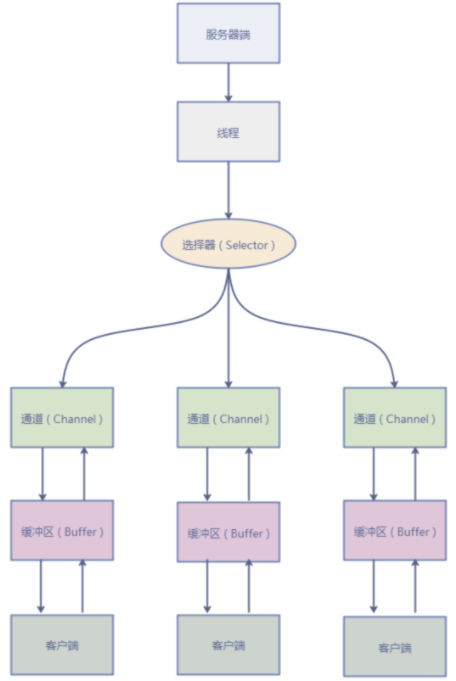 服务器端
线程
选择器 ( Selector )
通道 ( Channel )
通道 ( Channel )
通道 ( Channel )
缓冲区 ( Buffer )
缓冲区 ( Buffer )
缓冲区 ( Buffer )
客户端
客户端
客户端